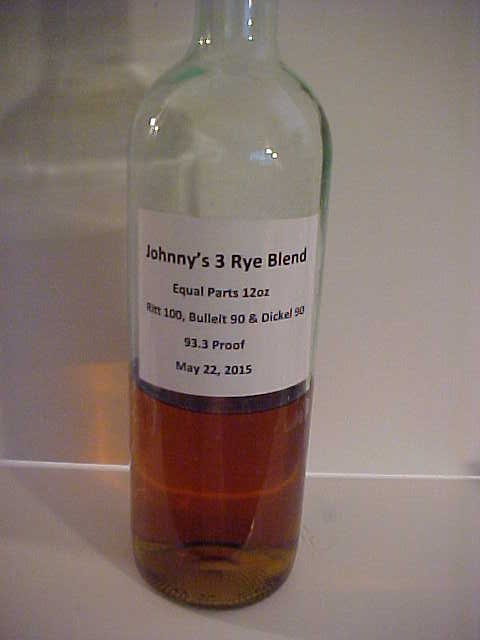 Johnny's 3 Rye Blend
Equal Parts 12oz
Ritt 100, Bulleit 90 & Dickel 90
93.3 Proof
May 22, 2015